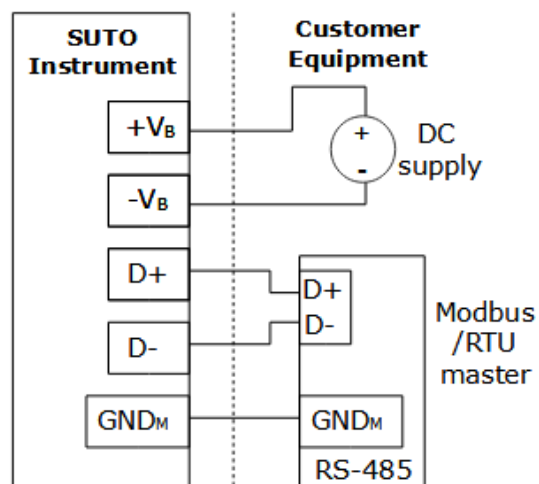 SUTO
Instrument
Customer
Equipment
+VB
+
-
DC
supply
-VB
D+
D-
GNDM
D+
D-
GNDM
RS-485
Modbus
/RTU
master